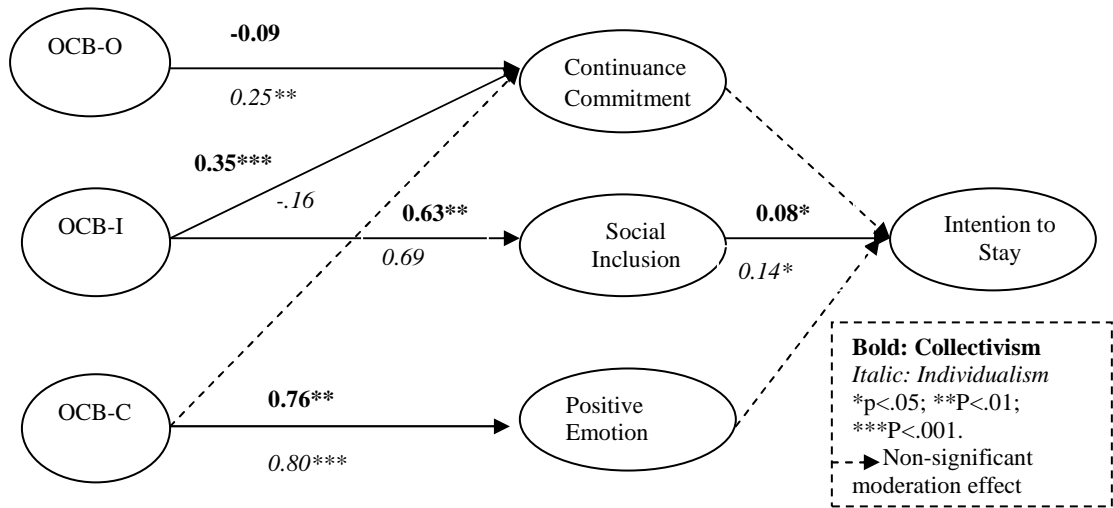 OCB-O
-0.09
0.25**
Continuance
Commitment
0.35***
-.16
OCB-I
0.63**
0.69
Social
Inclusion
0.08*
0.14*
Intention to
Stay
OCB-C
0.76**
0.80***
Positive
Emotion
Bold: Collectivism
Italic: Individualism
*p<.05; **P<.01;
***P<.001.
Non-significant
moderation effect